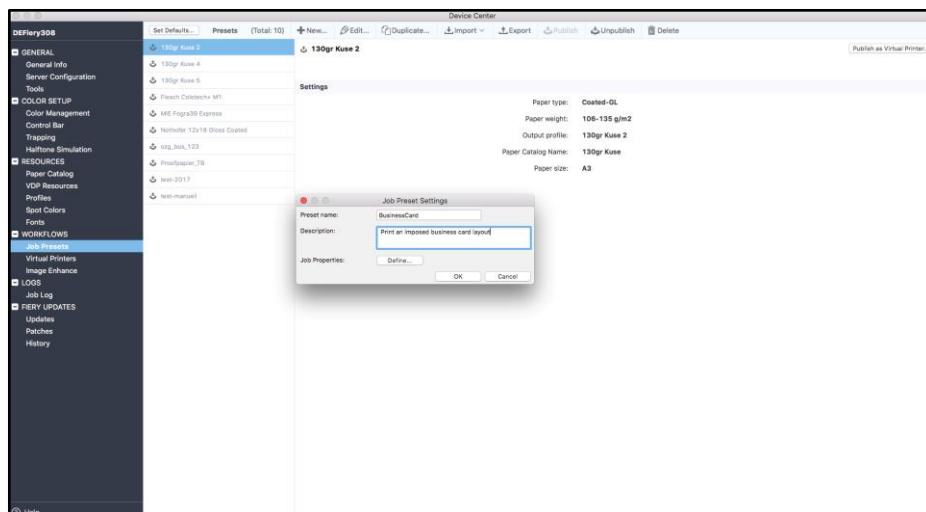 Device Center
DEFiery308
Set Defaults... Presets (Total: 10) New... Edit... Duplicate... Import Export Publish Unpublish Delete
GENERAL
General Info
Server Configuration
Tools
COLOR SETUP
Color Management
Control Bar
Trapping
Halftone Simulation
RESOURCES
Paper Catalog
VDP Resources
Profiles
Spot Colors
Fonts
WORKFLOWS
Job Presets
Virtual Printers
Image Enhance
LOGS
Job Log
FIERY UPDATES
Updates
Patches
History
Help
130gr Kuse 2
130gr Kuse 4
130gr Kuse 5
MIE Fogra39 Express
Nothofer 12x18 Gloss Coated
Proofpapier_TB
test-2017
test-manuell
130gr Kuse 2
Publish as Virtual Printer...
Settings
Paper type: Coated-GL
Paper weight: 106-135 g/m2
Output profile: 130gr Kuse 2
Paper Catalog Name: 130gr Kuse
Paper size: A3
Job Preset Settings
Preset name: BusinessCard
Description: Print an imposed business card layout
Job Properties: Define...
OK Cancel